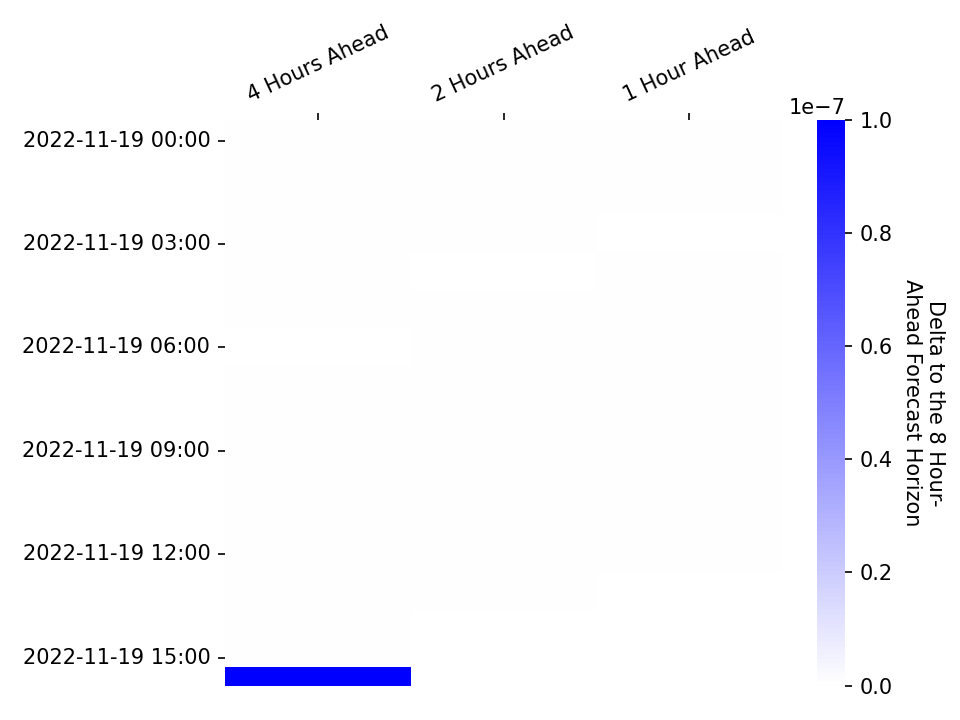 4 Hours Ahead
2 Hours Ahead
1 Hour Ahead
2022-11-19 00:00
2022-11-19 03:00
2022-11-19 06:00
2022-11-19 09:00
2022-11-19 12:00
2022-11-19 15:00
1e−7
1.0
0.8
0.6
0.4
0.2
0.0
Delta to the 8 Hour-
Ahead Forecast Horizon